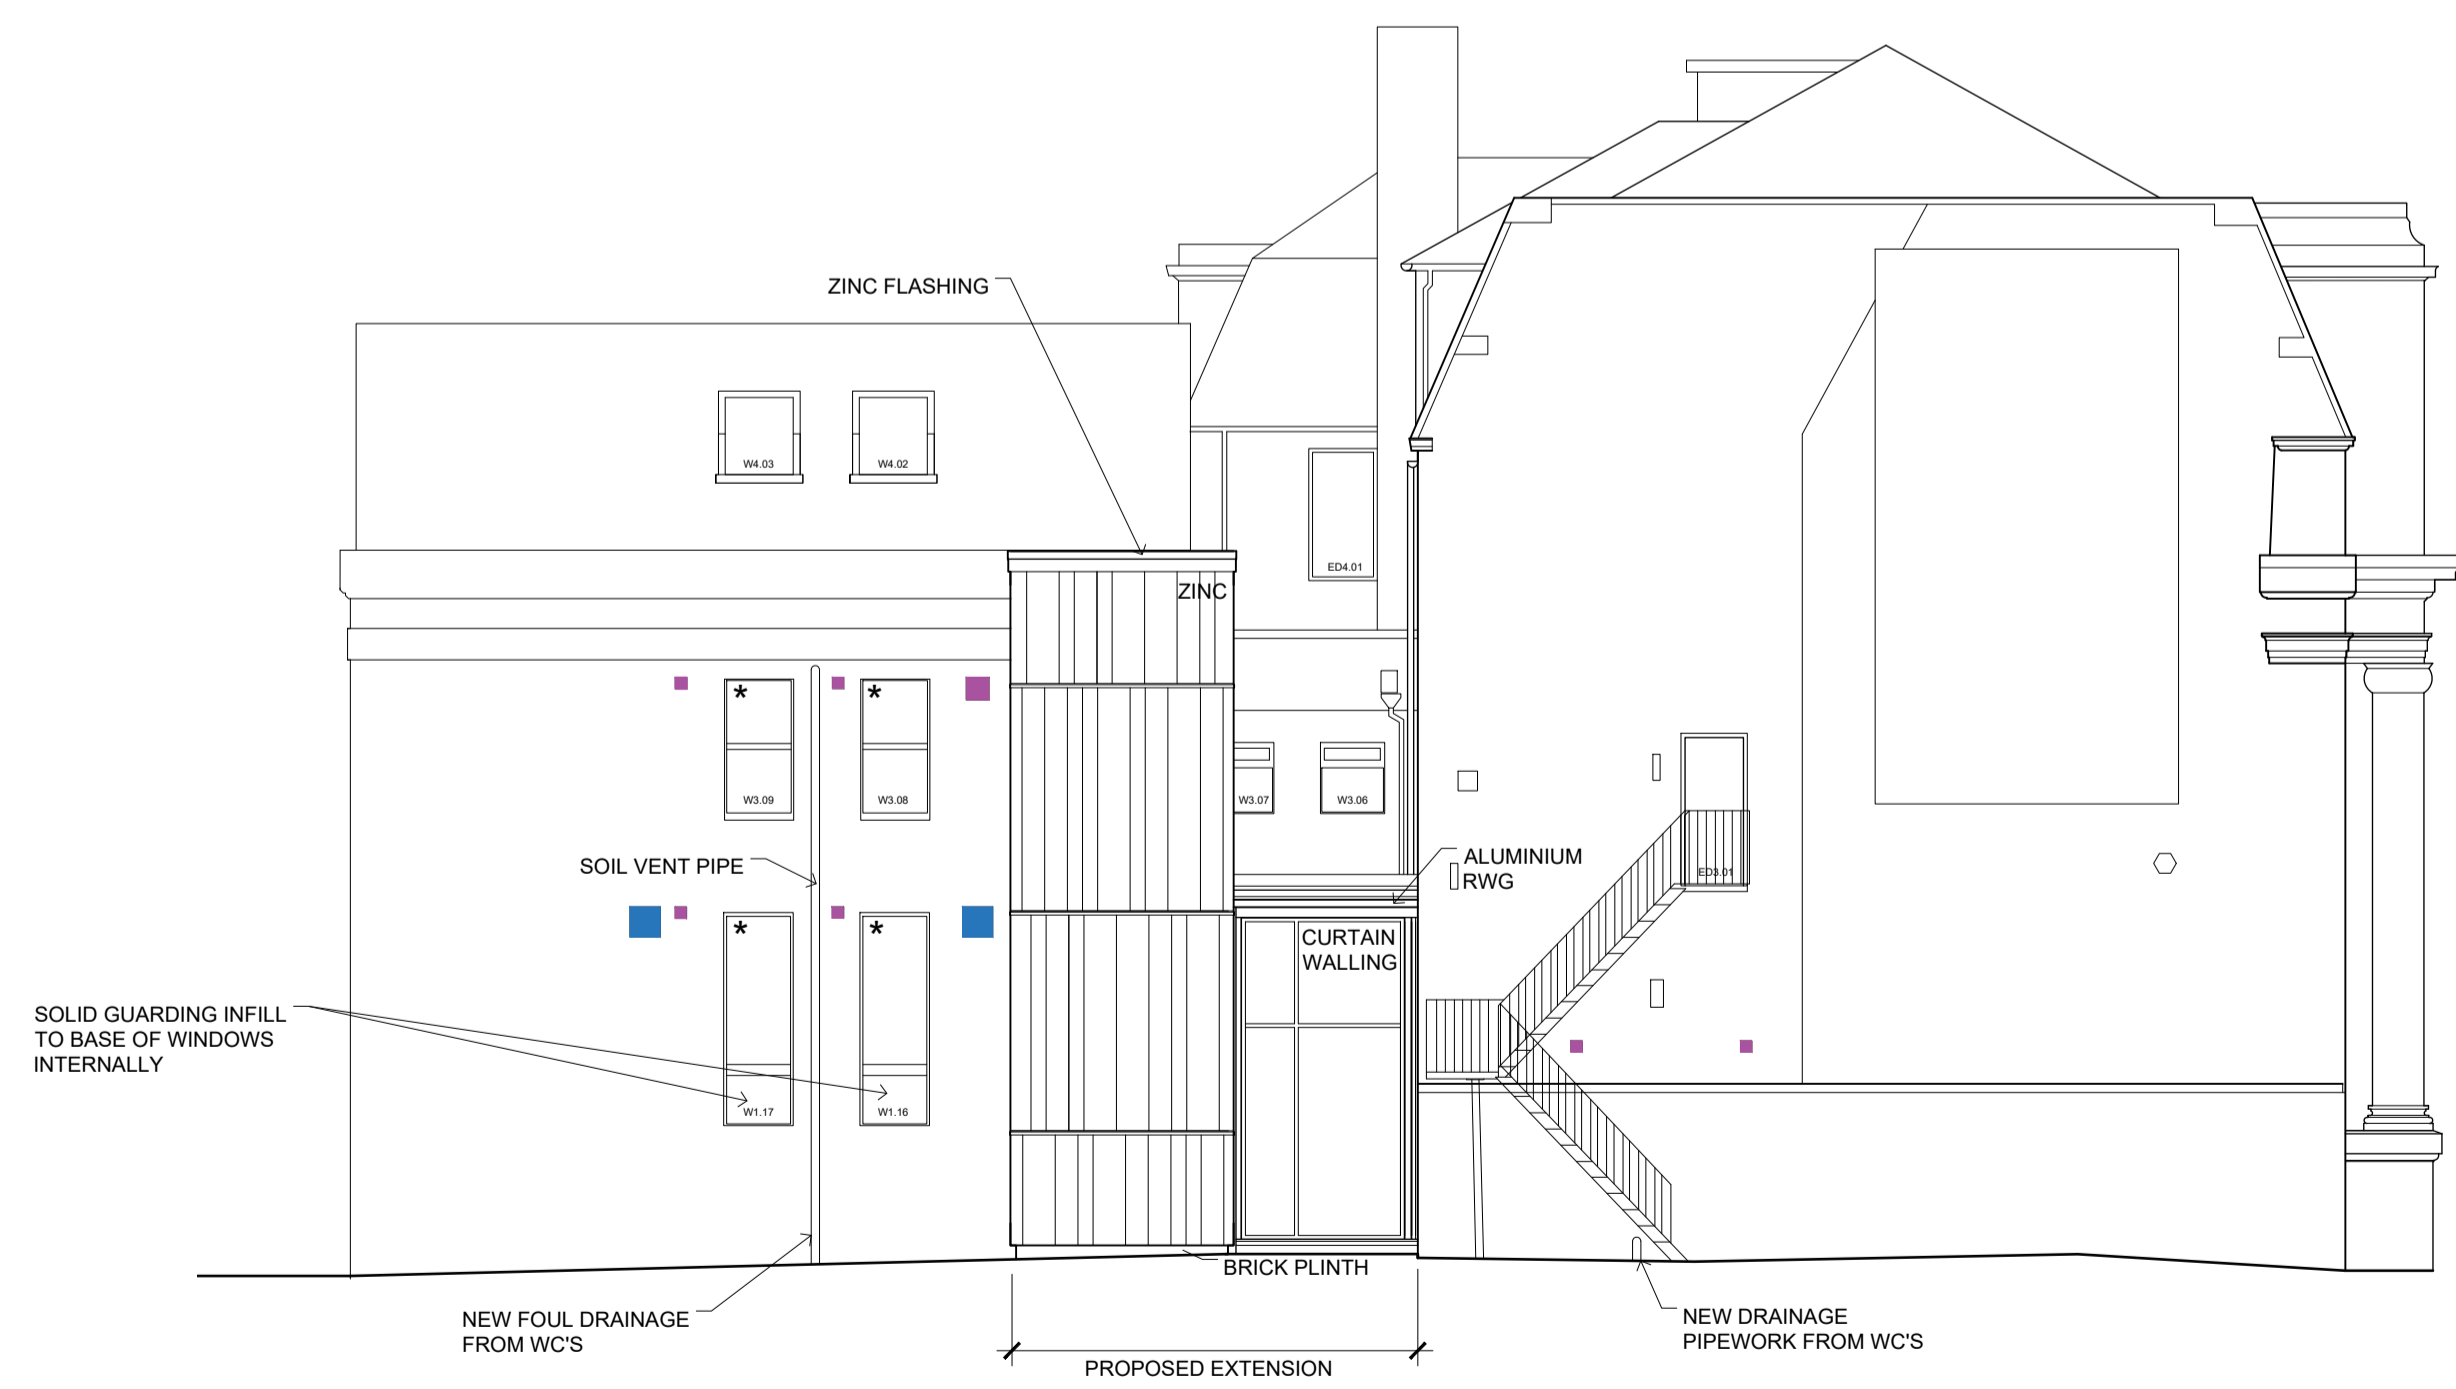 ZINC FLASHING
W4.03
W4.02
ED4.01
ZINC
*
*
W3.09
W3.08
W3.07
W3.06
SOIL VENT PIPE
ALUMINIUM
RWG
ED3.01
*
*
CURTAIN
WALLING
SOLID GUARDING INFILL
TO BASE OF WINDOWS
INTERNALLY
W1.17
W1.16
BRICK PLINTH
NEW FOUL DRAINAGE
FROM WC'S
NEW DRAINAGE
PIPEWORK FROM WC'S
PROPOSED EXTENSION